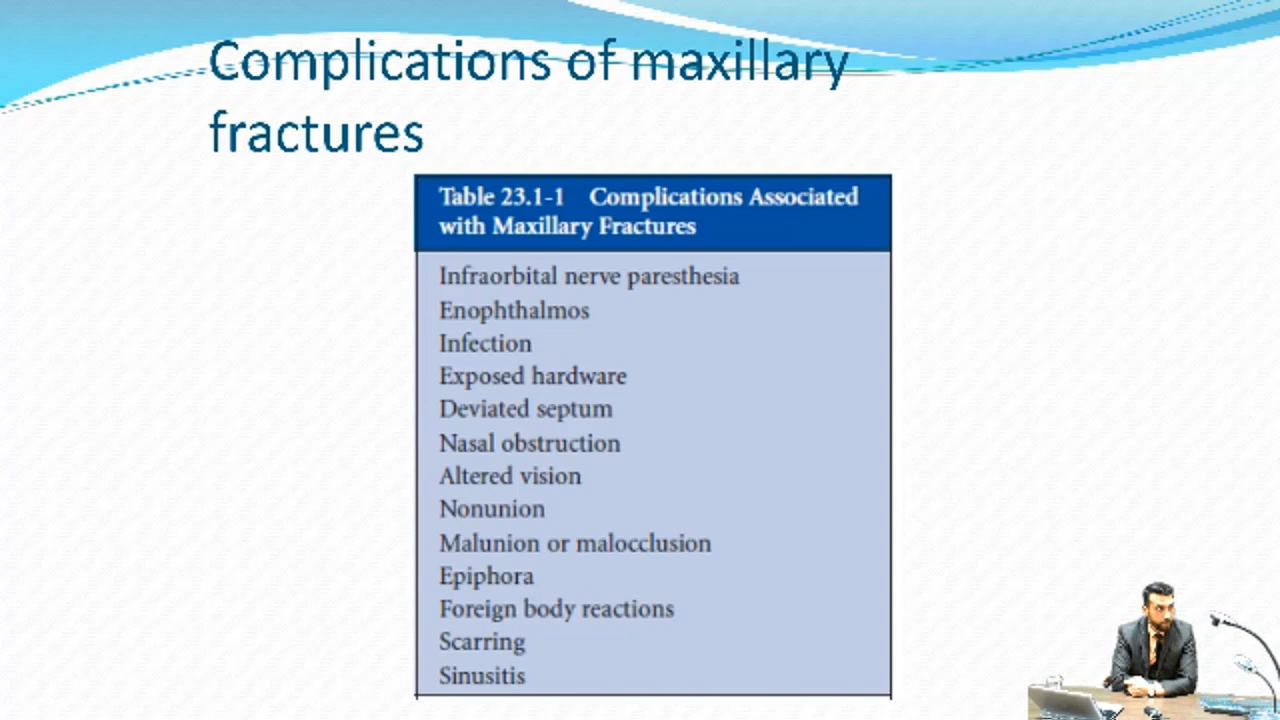 Complications of maxillary
fractures
Table 23.1-1 Complications Associated
with Maxillary Fractures
Infraorbital nerve paresthesia
Enophthalmos
Infection
Exposed hardware
Deviated septum
Nasal obstruction
Altered vision
Nonunion
Malunion or malocclusion
Epiphora
Foreign body reactions
Scarring
Sinusitis